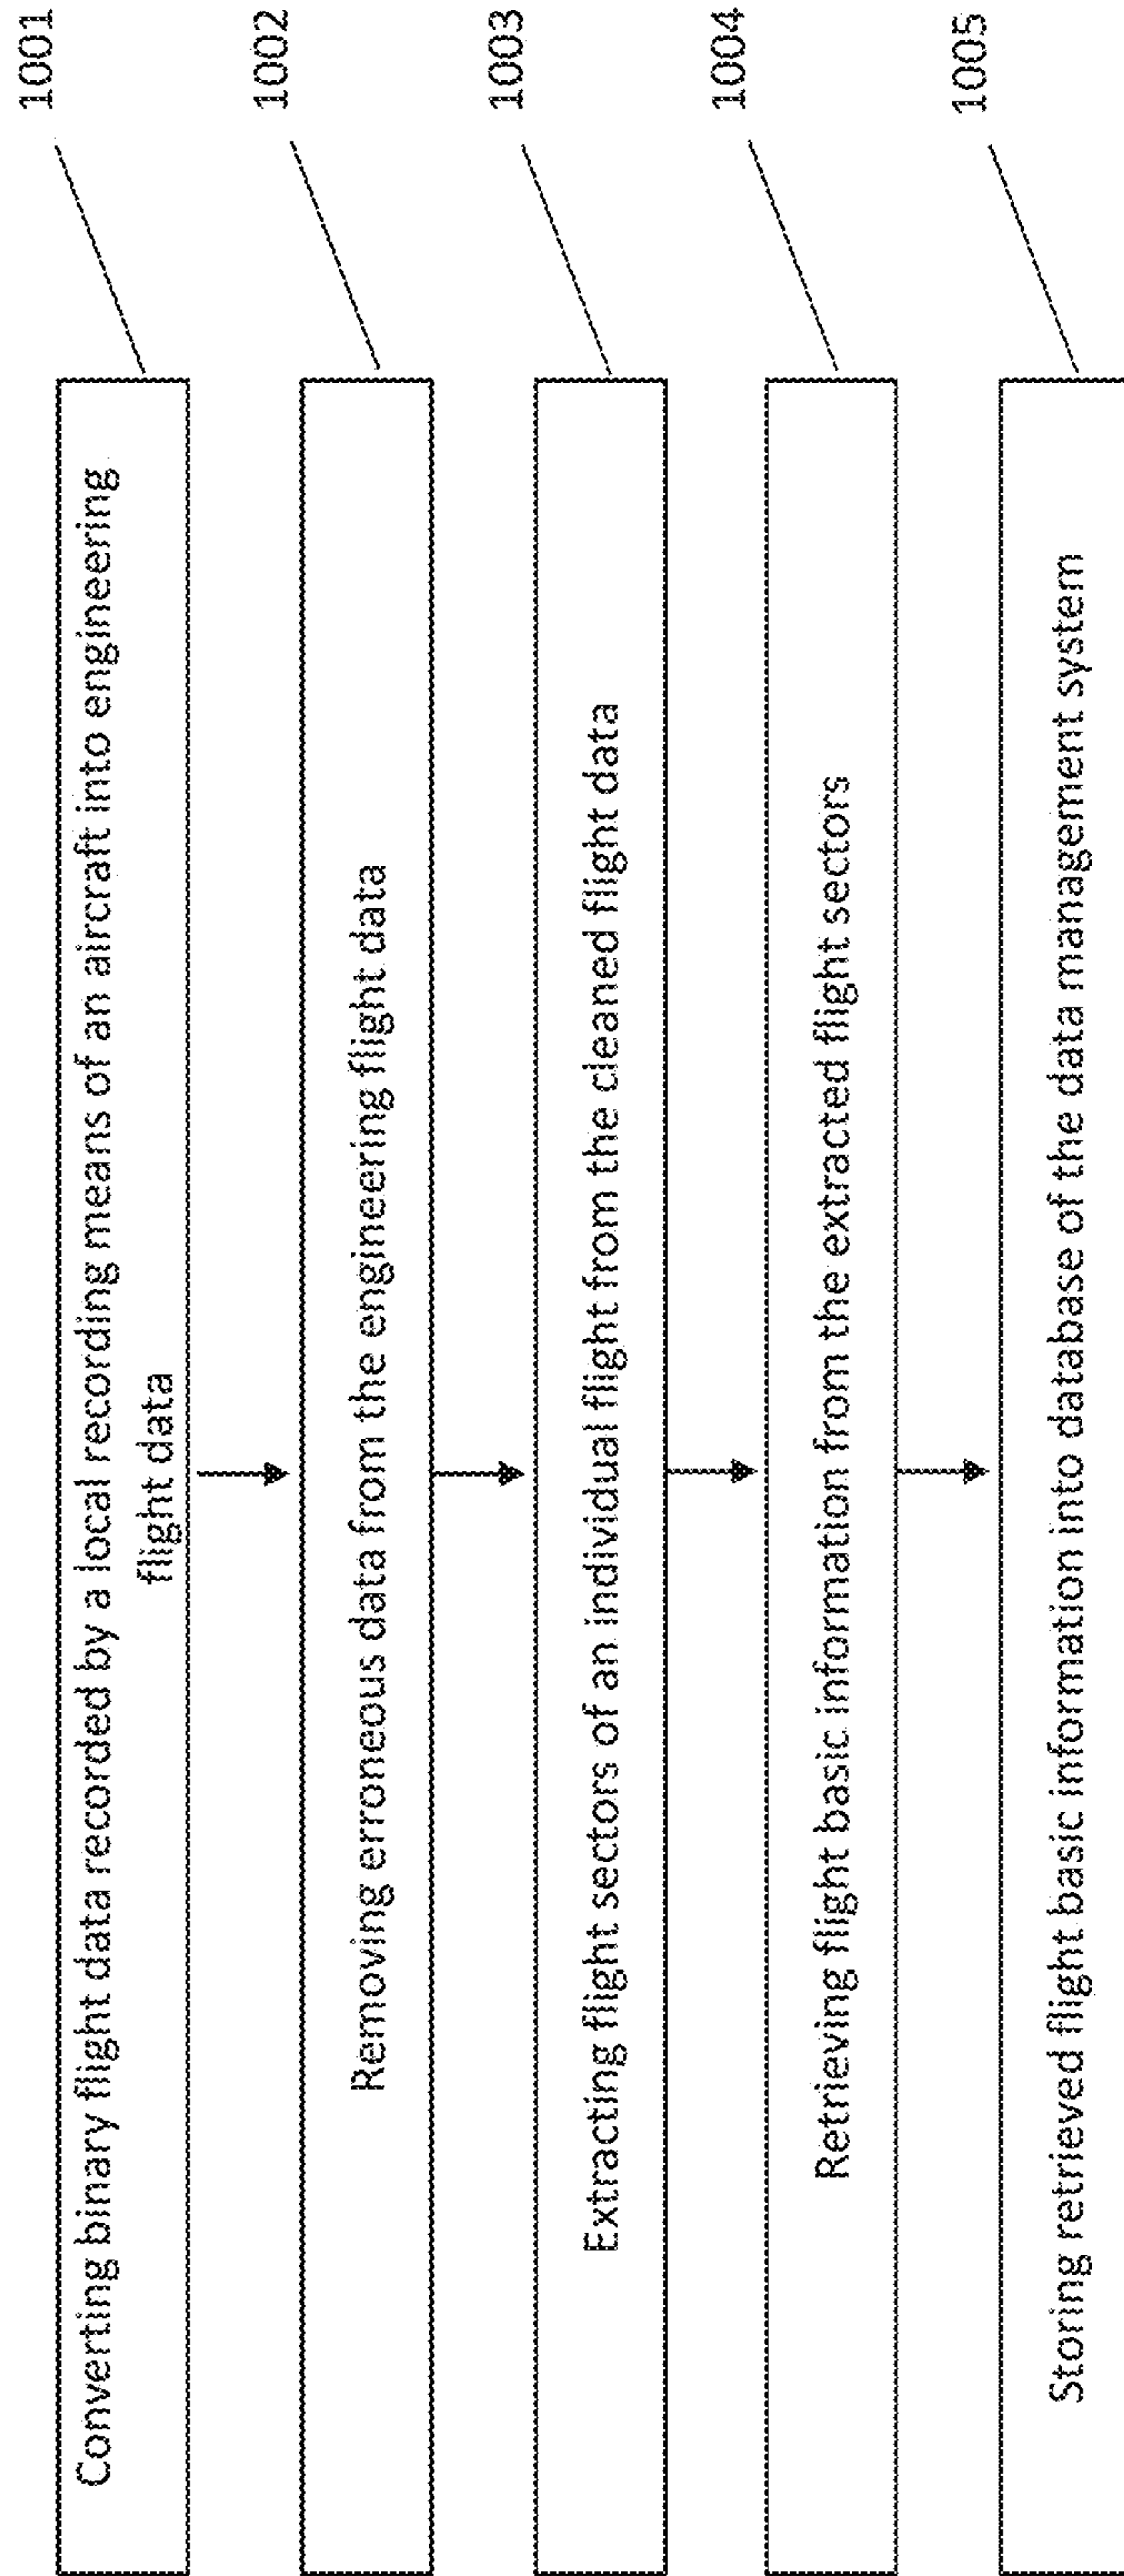 Converting binary flight data recorded by a local recording means of an aircraft into engineering
flight data
1001
Removing erroneous data from the engineering flight data
1002
Extracting flight sectors of an individual flight from the cleaned flight data
1003
Retrieving flight basic information from the extracted flight sectors
1004
Storing retrieved flight basic information into database of the data management system
1005